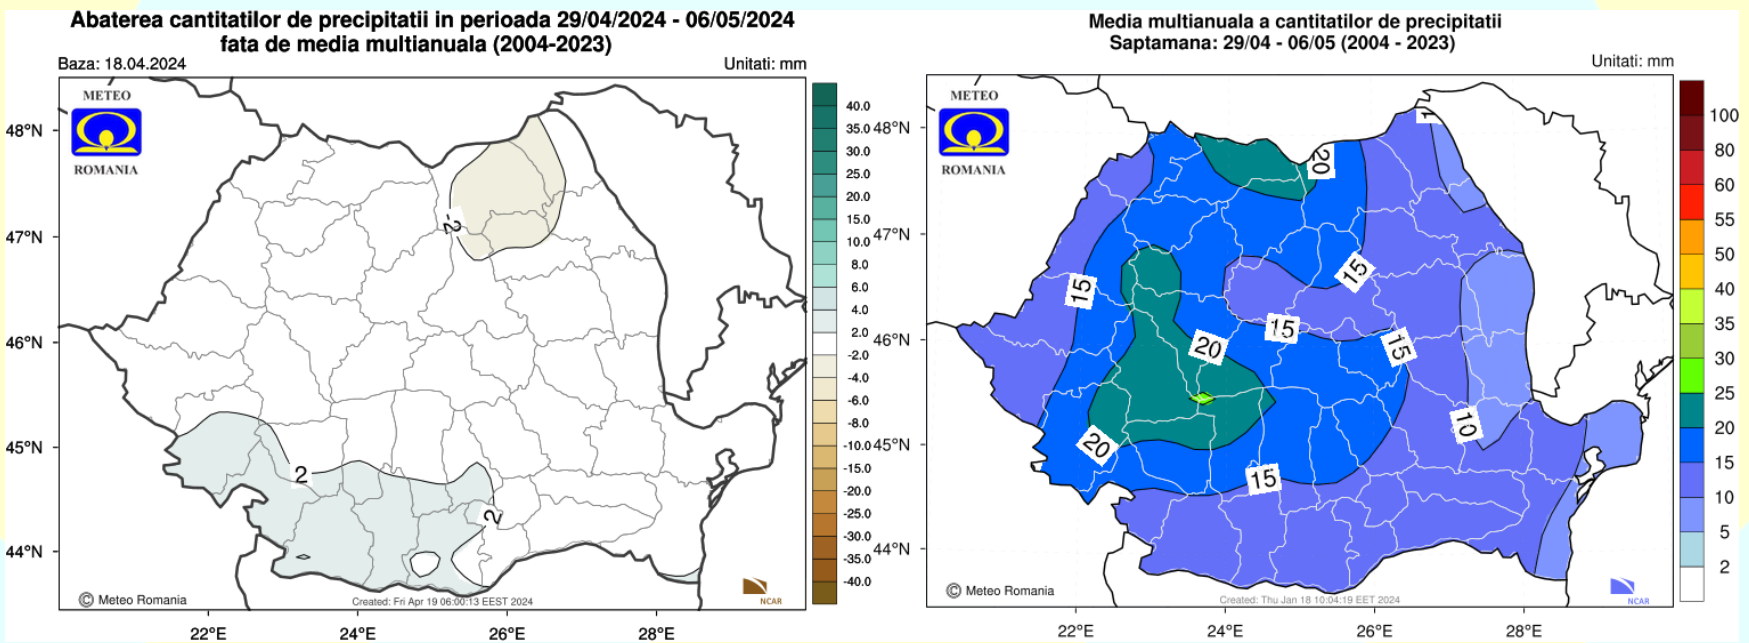 Abaterea cantitatilor de precipitatii in perioada 29/04/2024 - 06/05/2024
fata de media multianuala (2004-2023)
Baza: 18.04.2024
Unitati: mm
METEO
ROMANIA
48°N
47°N
46°N
45°N
44°N
-2
2
2
40.0
35.0
30.0
25.0
20.0
15.0
10.0
8.0
6.0
4.0
2.0
-2.0
-4.0
-6.0
-8.0
-10.0
-15.0
-20.0
-25.0
-30.0
-35.0
-40.0
© Meteo Romania
Created: Fri Apr 19 06:00:13 EEST 2024
NCAR
22°E
24°E
26°E
28°E
Media multianuala a cantitatilor de precipitatii
Saptamana: 29/04 - 06/05 (2004 - 2023)
Unitati: mm
METEO
ROMANIA
48°N
47°N
46°N
45°N
44°N
1
20
15
15
15
20
15
10
20
15
100
80
60
55
50
40
35
30
25
20
15
10
5
2
© Meteo Romania
Created: Thu Jan 18 10:04:19 EET 2024
NCAR
22°E
24°E
26°E
28°E